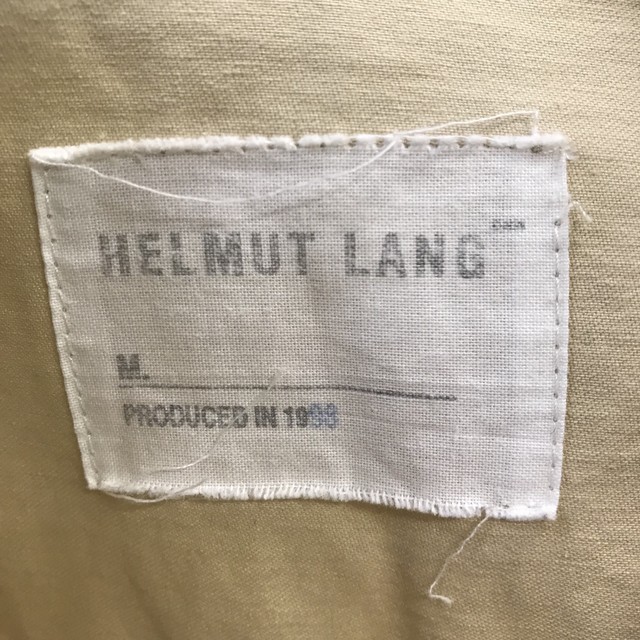 HELMUT LANG
M.
PRODUCED IN 1998